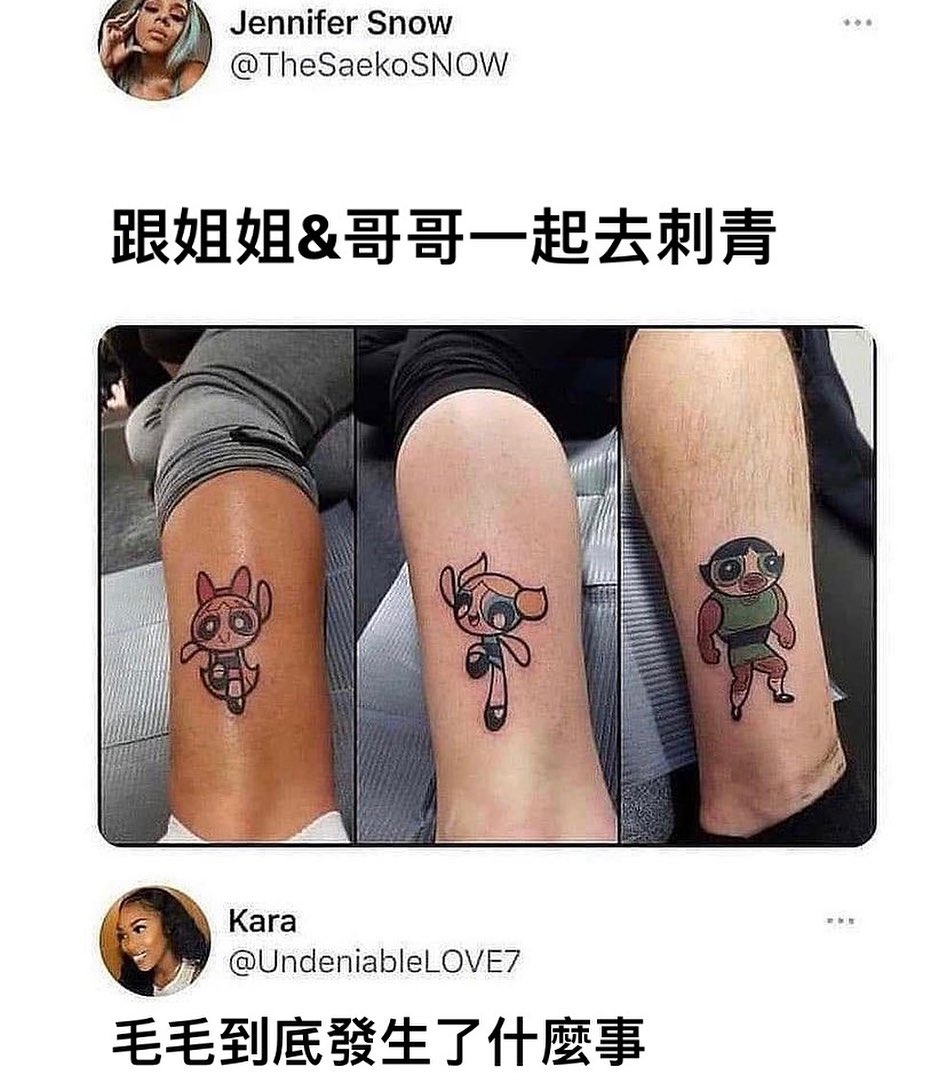 Jennifer Snow
@TheSaekoSNOW
跟姐姐&哥哥一起去刺青
Kara
@UndeniableLOVE7
毛毛到底發生了什麼事